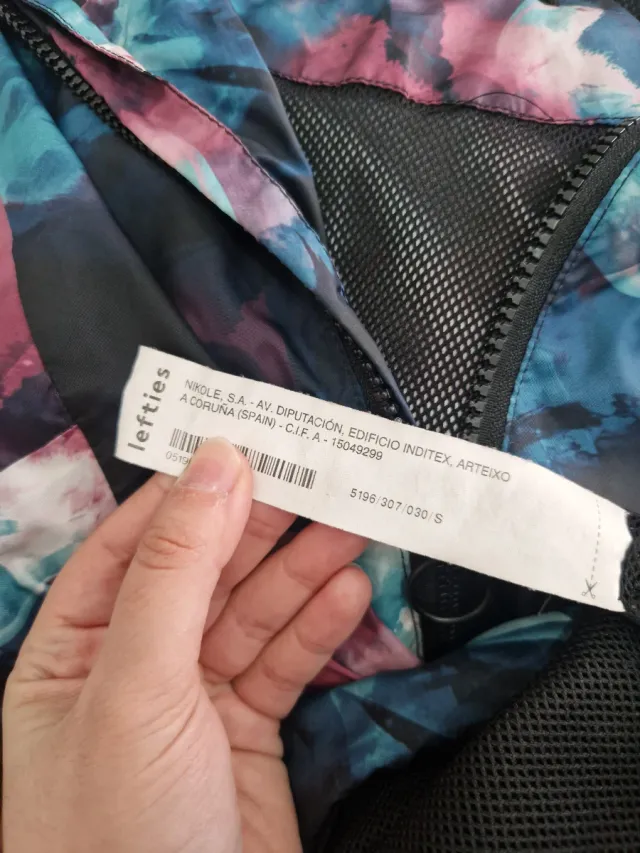 lefties
NIKOLE, S.A. - AV. DIPUTACIÓN, EDIFICIO INDITEX, ARTEIXO
A CORUÑA (SPAIN) - C.I.F. A - 15049299
5196/307/030/S